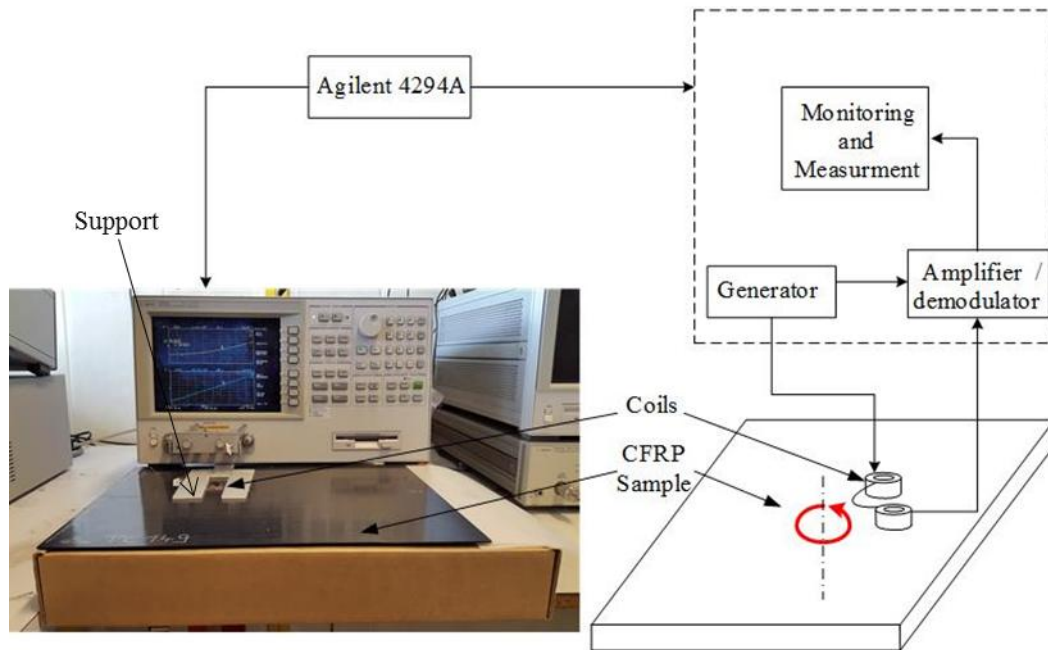 Agilent 4294A
Monitoring
and
Measurment
Support
Generator
Amplifier /
demodulator
Coils
CFRP
Sample